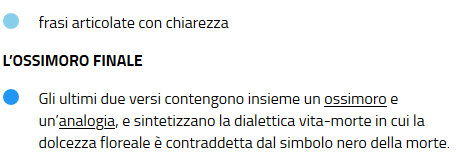 frasi articolate con chiarezza
L'OSSIMORO FINALE
Gli ultimi due versi contengono insieme un ossimoro e
un'analogia, e sintetizzano la dialettica vita-morte in cui la
dolcezza floreale è contraddetta dal simbolo nero della morte.